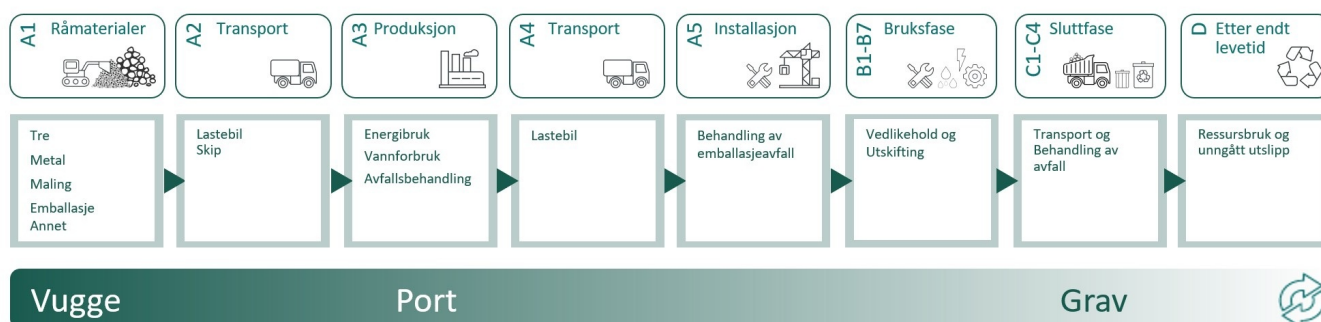 A1 Råmaterialer
A2 Transport
A3 Produksjon
A4 Transport
A5 Installasjon
B1-B7 Bruksfase
C1-C4 Sluttfase
D Etter endt
levetid
Tre
Metal
Maling
Emballasje
Annet
Lastebil
Skip
Energibruk
Vannforbruk
Avfallsbehandling
Lastebil
Behandling av
emballasjeavfall
Vedlikehold og
Utskifting
Transport og
Behandling av
avfall
Ressursbruk og
unngått utslipp
Vugge
Port
Grav